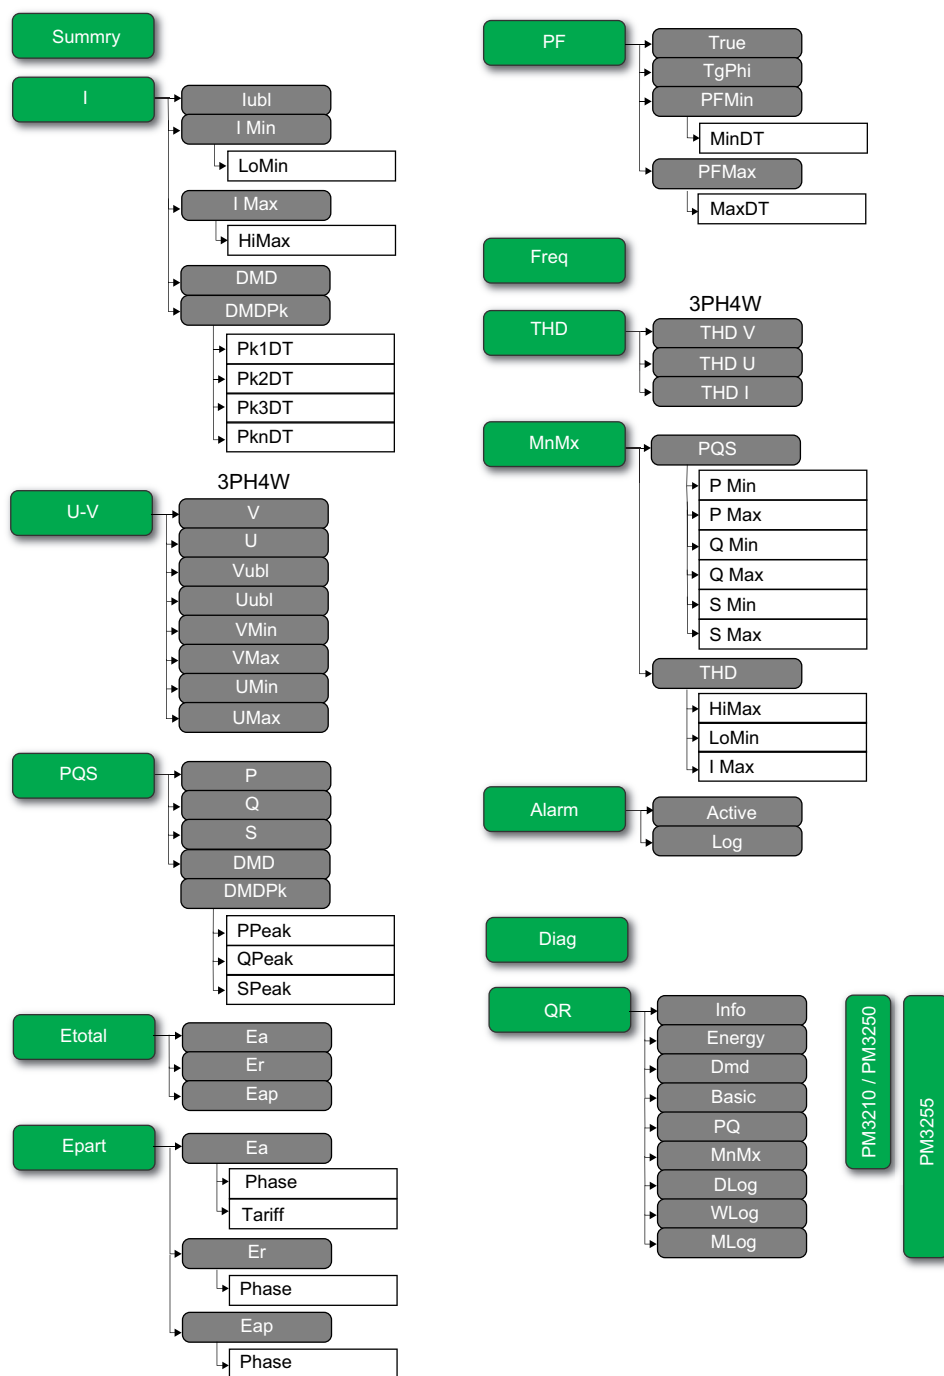 Summry
I
Iubl
I Min
LoMin
I Max
HiMax
DMD
DMDPk
Pk1DT
Pk2DT
Pk3DT
PknDT
3PH4W
U-V
V
U
Vubl
Uubl
VMin
VMax
UMin
UMax
PQS
P
Q
S
DMD
DMDPk
PPeak
QPeak
SPeak
Etotal
Ea
Er
Eap
Epart
Ea
Phase
Tariff
Er
Phase
Eap
Phase
PF
True
TgPhi
PFMin
MinDT
PFMax
MaxDT
Freq
3PH4W
THD
THD V
THD U
THD I
MnMx
PQS
P Min
P Max
Q Min
Q Max
S Min
S Max
THD
HiMax
LoMin
I Max
Alarm
Active
Log
Diag
QR
Info
Energy
Dmd
Basic
PQ
MnMx
DLog
WLog
MLog
PM3210 / PM3250
PM3255